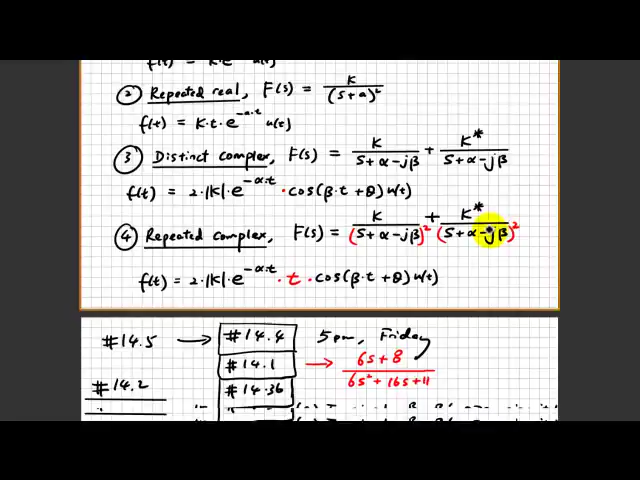 f(t) = K·e^-a·t u(t)
② Repeated real, F(s) = K / (s+a)²
f(t) = K·t·e^-a·t u(t)
③ Distinct complex, F(s) = K / (s+α-jβ) + K* / (s+α-jβ)
f(t) = 2·|K|·e^-α·t · cos(β·t+θ) u(t)
④ Repeated complex, F(s) = K / (s+α-jβ)² + K* / (s+α-jβ)²
f(t) = 2·|K|·e^-α·t · t · cos(β·t+θ) u(t)
#14.5 → #14.4 5pm, Friday
#14.1 → (6s+8) / (6s²+16s+11)
#14.2 #14.36